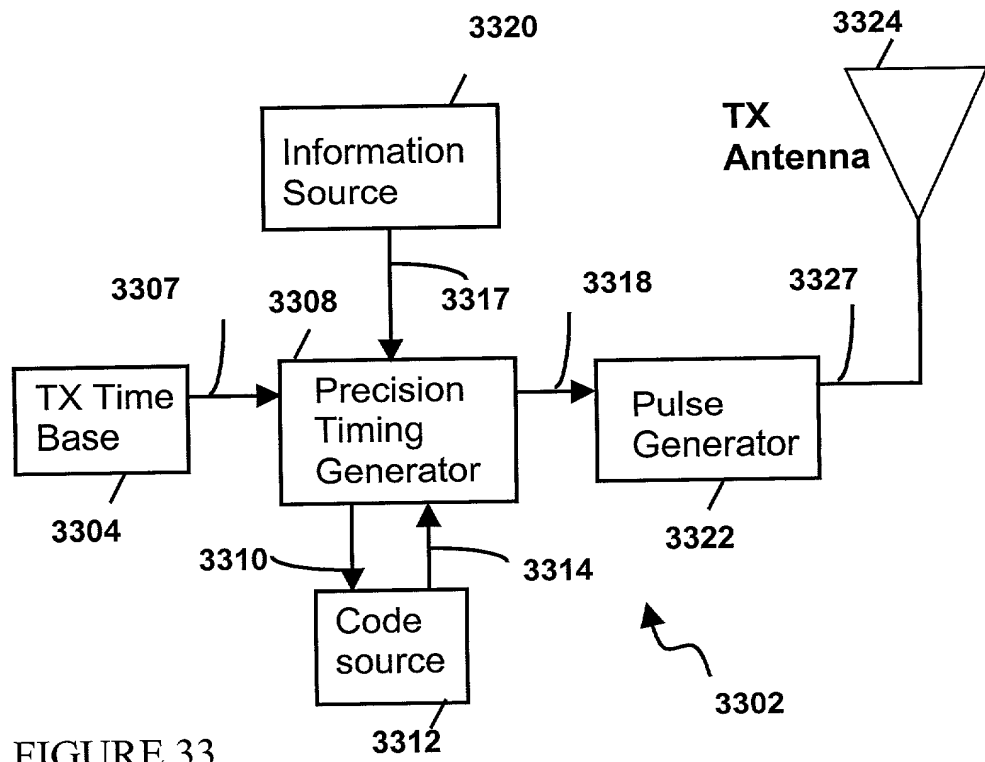 3320
3324
Information
Source
TX
Antenna
3307
3308
3317
3318
3327
TX Time
Base
Precision
Timing
Generator
Pulse
Generator
3304
3310
3314
3322
Code
source
3302
3312
FIGURE 33